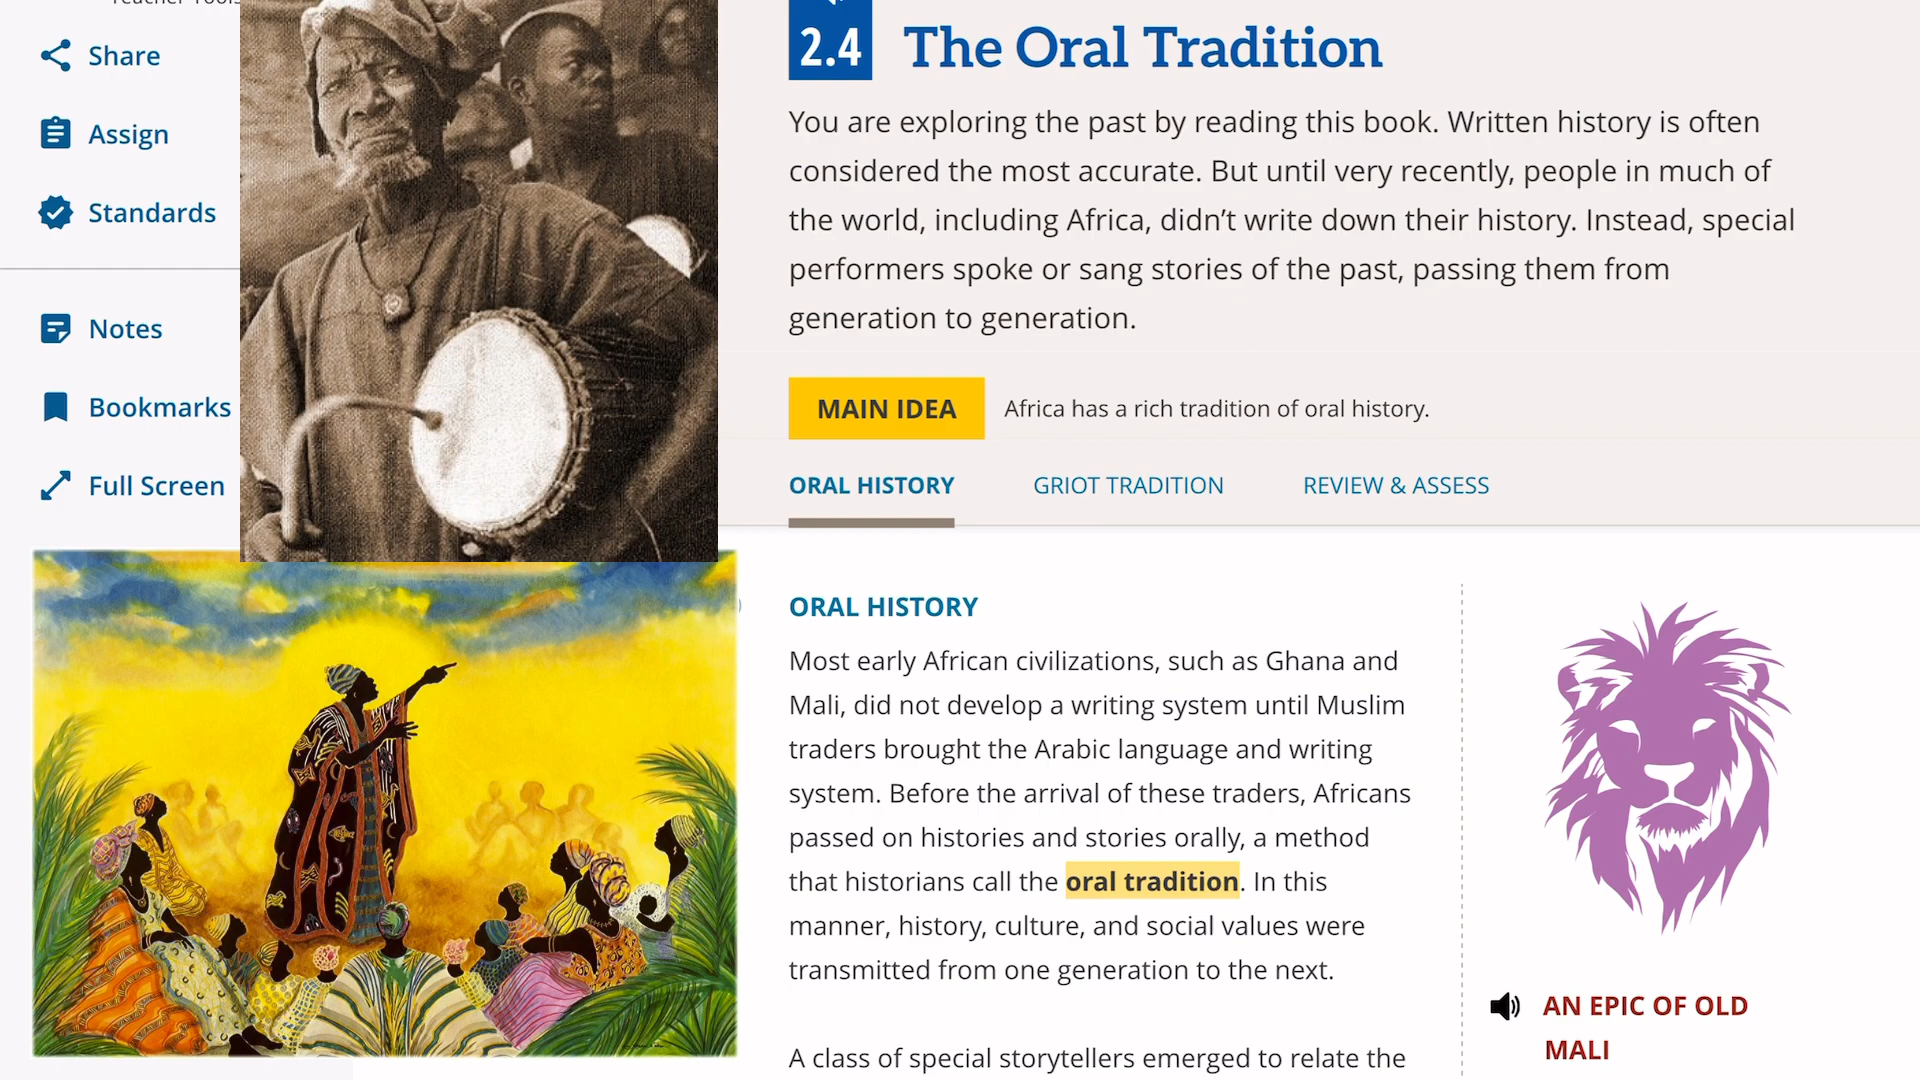 Share
Assign
Standards
Notes
Bookmarks
Full Screen
2.4 The Oral Tradition
You are exploring the past by reading this book. Written history is often
considered the most accurate. But until very recently, people in much of
the world, including Africa, didn’t write down their history. Instead, special
performers spoke or sang stories of the past, passing them from
generation to generation.
MAIN IDEA Africa has a rich tradition of oral history.
ORAL HISTORY GRIOT TRADITION REVIEW & ASSESS
ORAL HISTORY
Most early African civilizations, such as Ghana and
Mali, did not develop a writing system until Muslim
traders brought the Arabic language and writing
system. Before the arrival of these traders, Africans
passed on histories and stories orally, a method
that historians call the oral tradition. In this
manner, history, culture, and social values were
transmitted from one generation to the next.
A class of special storytellers emerged to relate the
AN EPIC OF OLD
MALI